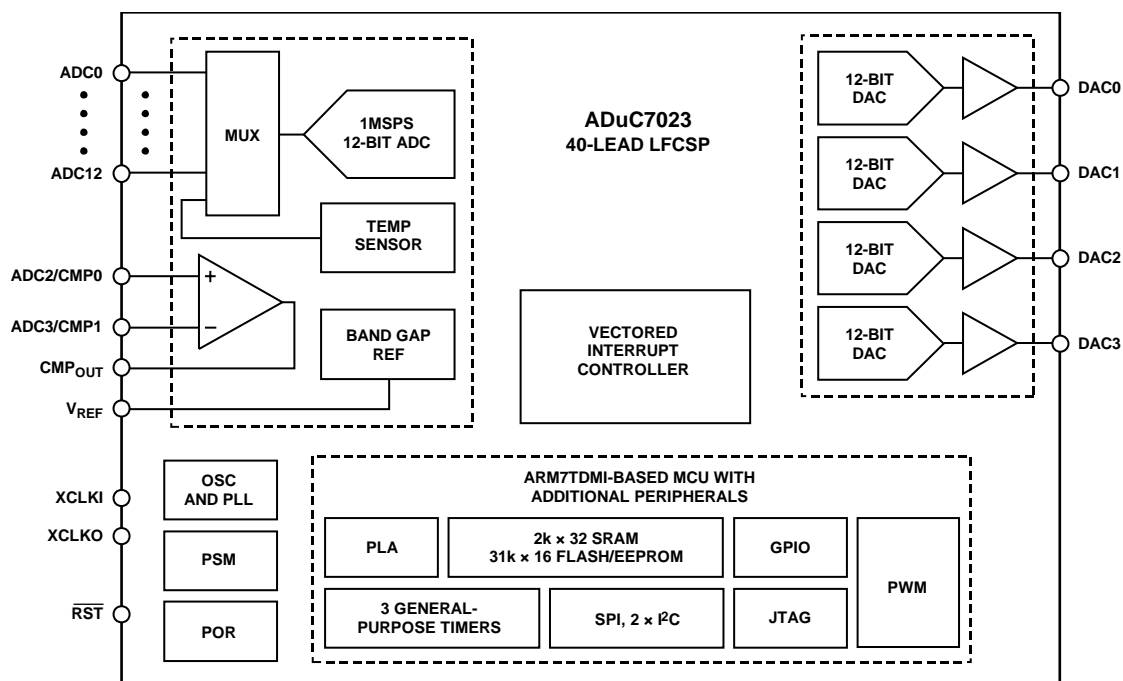 ADC0
ADC12
ADC2/CMP0
ADC3/CMP1
CMPOUT
VREF
XCLKI
XCLKO
RST
MUX
1MSPS
12-BIT ADC
TEMP
SENSOR
+
−
BAND GAP
REF
ADuC7023
40-LEAD LFCSP
VECTORED
INTERRUPT
CONTROLLER
12-BIT
DAC
DAC0
12-BIT
DAC
DAC1
12-BIT
DAC
DAC2
12-BIT
DAC
DAC3
OSC
AND PLL
PSM
POR
ARM7TDMI-BASED MCU WITH
ADDITIONAL PERIPHERALS
PLA
2k × 32 SRAM
31k × 16 FLASH/EEPROM
GPIO
PWM
3 GENERAL-
PURPOSE TIMERS
SPI, 2 × I2C
JTAG